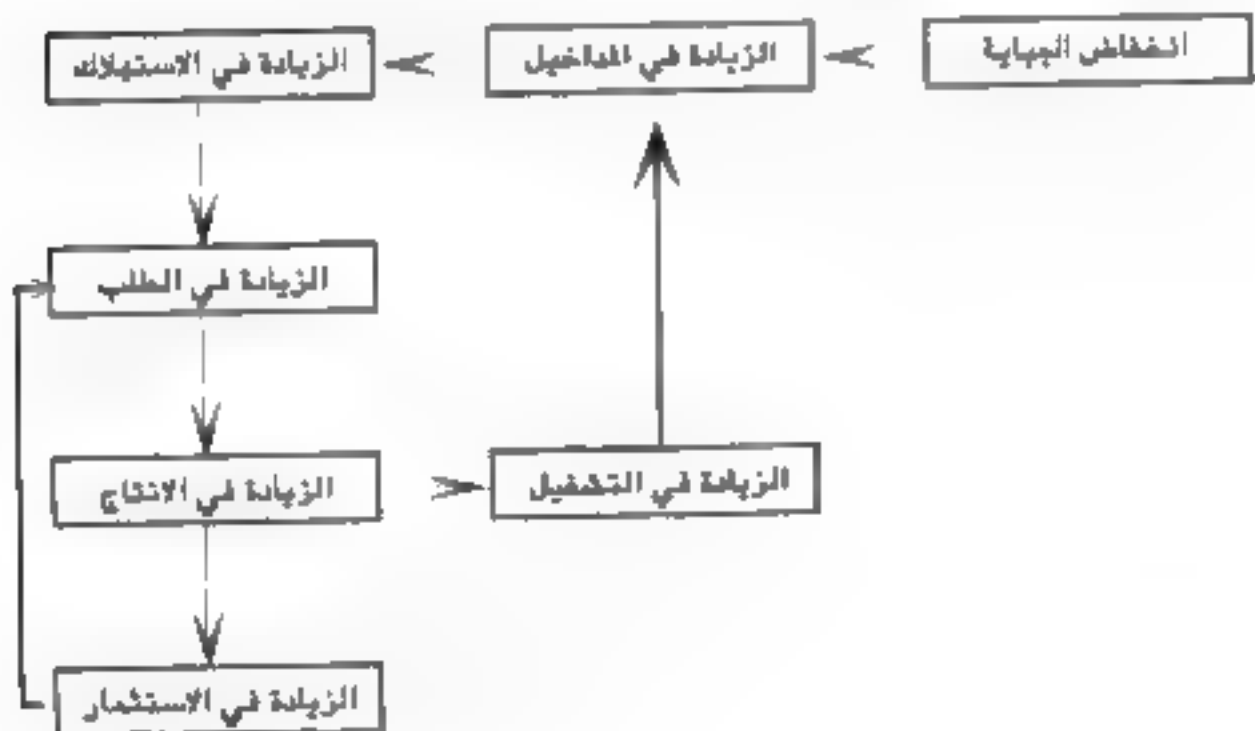 انخفاض الجباية
الزيادة في المداخيل
الزيادة في الاستهلاك
الزيادة في الطلب
الزيادة في الانتاج
الزيادة في التشغيل
الزيادة في الاستثمار